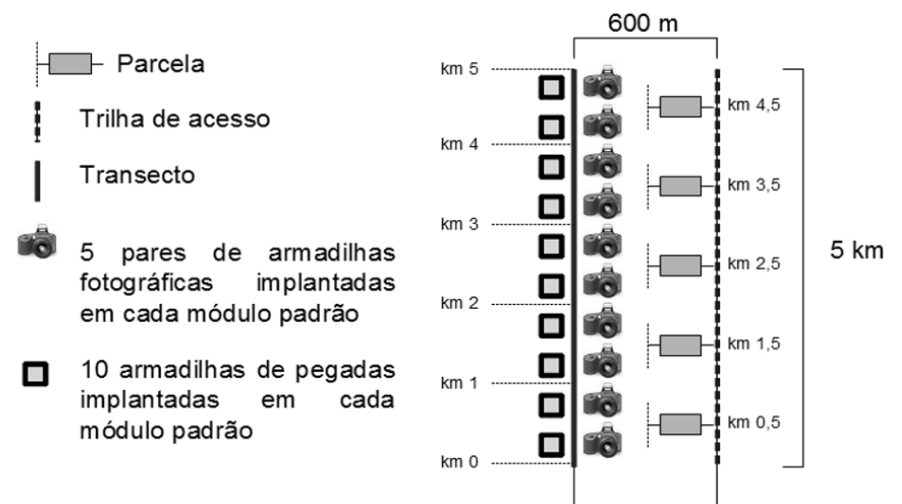 Parcela
Trilha de acesso
Transecto
5 pares de armadilhas
fotográficas implantadas
em cada módulo padrão
10 armadilhas de pegadas
implantadas em cada
módulo padrão
600 m
km 5
km 4,5
km 4
km 3,5
km 3
km 2,5
km 2
km 1,5
km 1
km 0,5
km 0
5 km